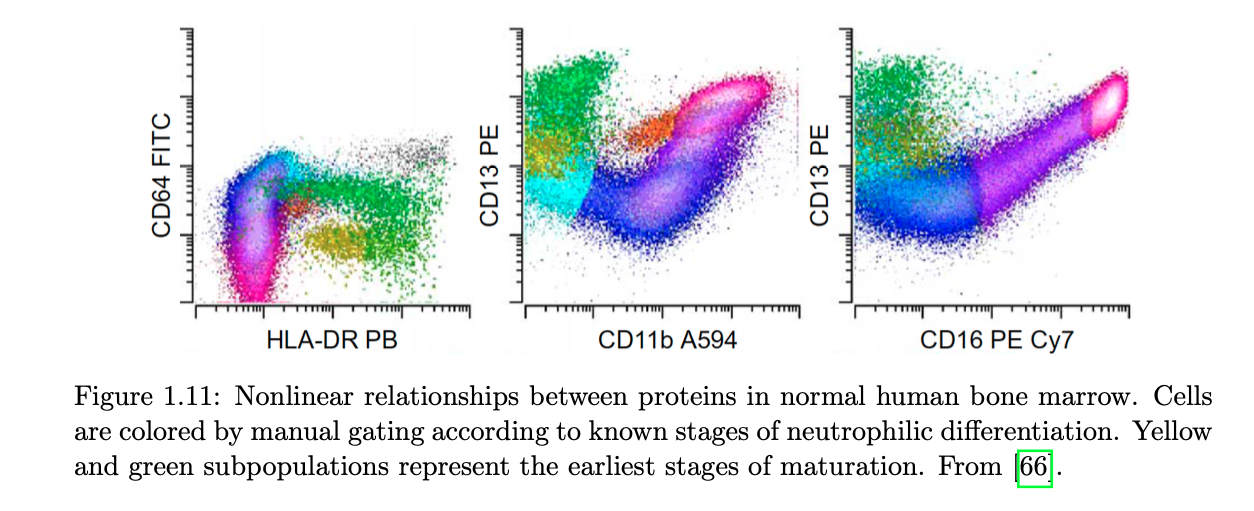 CD64 FITC
HLA-DR PB
CD13 PE
CD11b A594
CD13 PE
CD16 PE Cy7
Figure 1.11: Nonlinear relationships between proteins in normal human bone marrow. Cells
are colored by manual gating according to known stages of neutrophilic differentiation. Yellow
and green subpopulations represent the earliest stages of maturation. From [66].